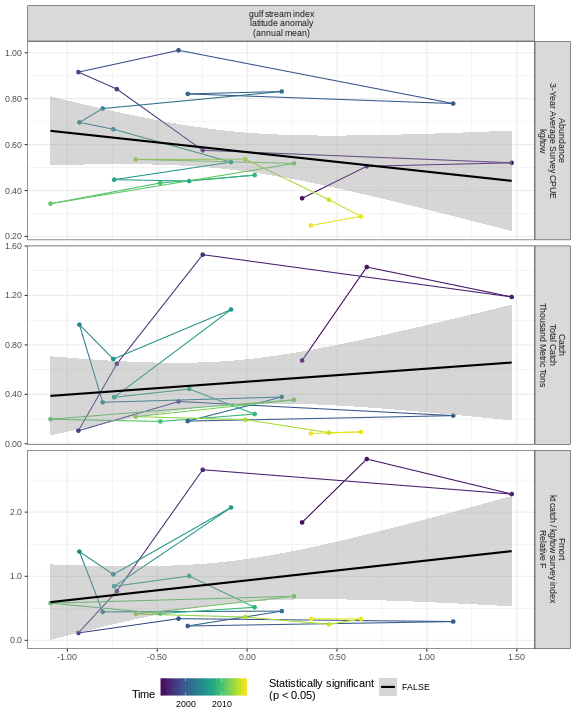 gulf stream index
latitude anomaly
(annual mean)
1.00
0.80
0.60
0.40
0.20
Abundance
3-Year Average Survey CPUE
kg/tow
1.60
1.20
0.80
0.40
0.00
Catch
Total Catch
Thousand Metric Tons
2.0
1.0
0.0
Fmort
kt catch / kg/tow survey index
Relative F
-1.00
-0.50
0.00
0.50
1.00
1.50
Time
2000 2010
Statistically significant
(p < 0.05)
FALSE